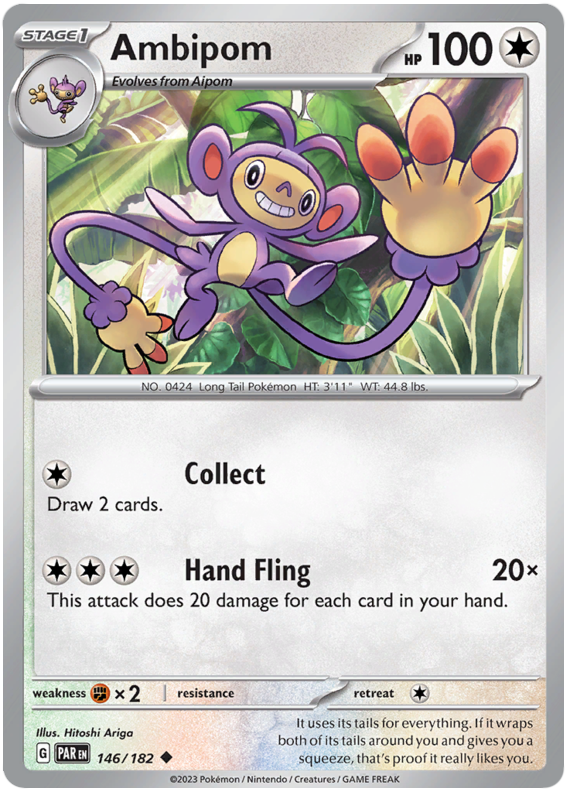 STAGE1
Ambipom
HP 100
Evolves from Aipom
NO. 0424 Long Tail Pokémon HT: 3'11" WT: 44.8 lbs.
Collect
Draw 2 cards.
Hand Fling 20×
This attack does 20 damage for each card in your hand.
weakness ×2 resistance retreat
Illus. Hitoshi Ariga
G PAR EN 146/182
It uses its tails for everything. If it wraps
both of its tails around you and gives you a
squeeze, that's proof it really likes you.
©2023 Pokémon / Nintendo / Creatures / GAME FREAK